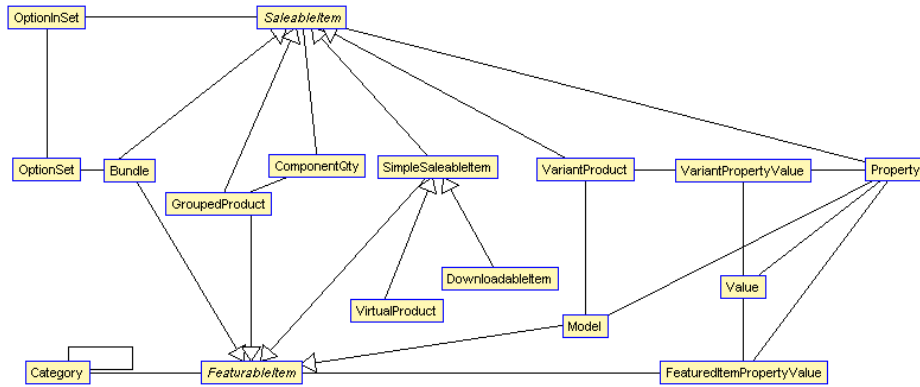 OptionInSet
SaleableItem
OptionSet
Bundle
ComponentQty
SimpleSaleableItem
VariantProduct
VariantPropertyValue
Property
GroupedProduct
DownloadableItem
Value
VirtualProduct
Model
Category
FeaturableItem
FeaturedItemPropertyValue